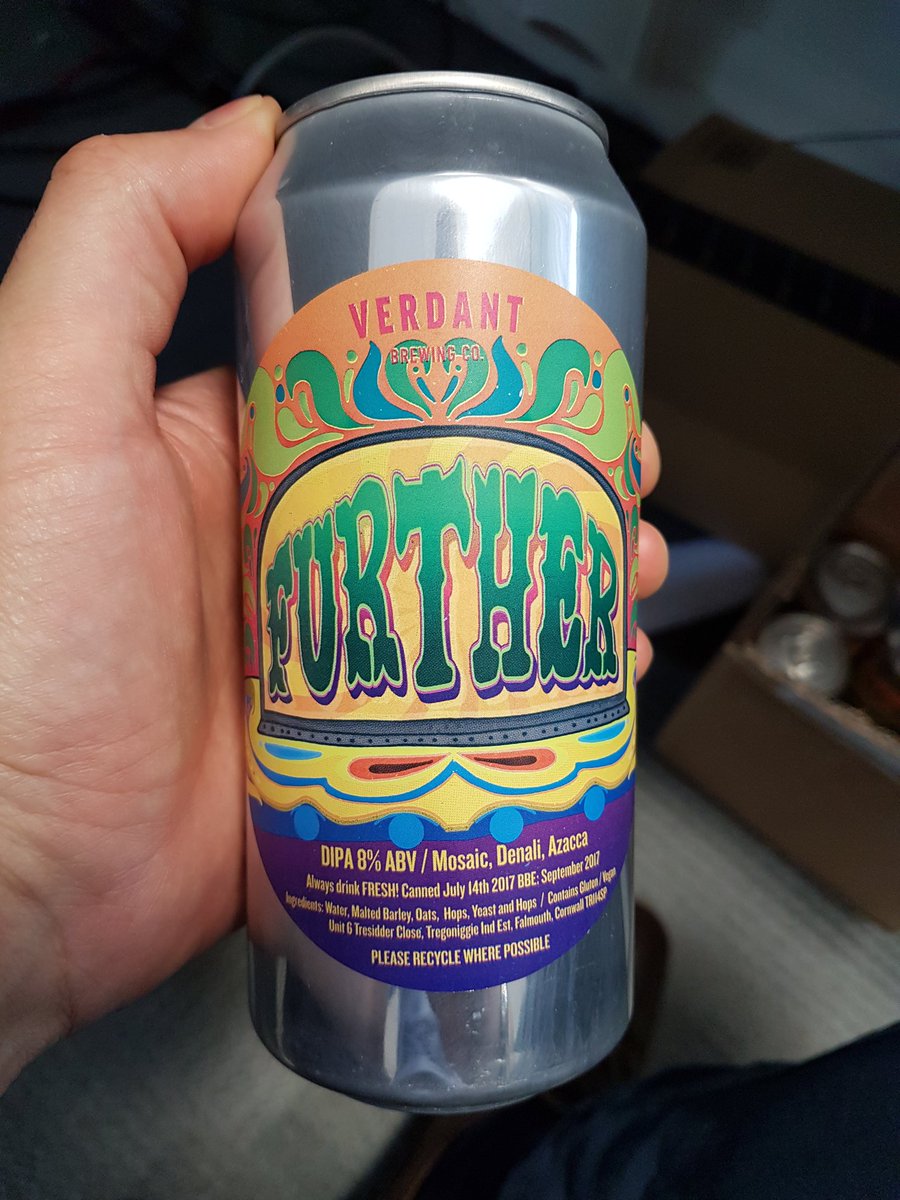 VERDANT
BREWING CO.
FURTHER
DIPA 8% ABV / Mosaic, Denali, Azacca
Always drink FRESH! Canned July 14th 2017 BBE: September 2017
Ingredients: Water, Malted Barley, Oats, Hops, Yeast and Hops / Contains Gluten / Vegan
Unit 6 Tresidder Close, Tregoniggie Ind Est, Falmouth, Cornwall TR114SP
PLEASE RECYCLE WHERE POSSIBLE